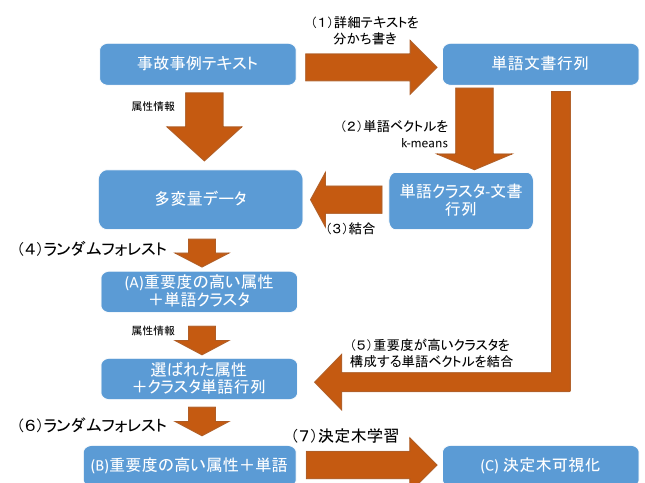 （1）詳細テキストを
分かち書き
事故事例テキスト
単語文書行列
属性情報
（2）単語ベクトルを
k-means
多変量データ
単語クラスタ-文書
行列
（3）結合
（4）ランダムフォレスト
(A)重要度の高い属性
＋単語クラスタ
属性情報
（5）重要度が高いクラスタを
構成する単語ベクトルを結合
選ばれた属性
＋クラスタ単語行列
（6）ランダムフォレスト
（7）決定木学習
(B)重要度の高い属性＋単語
(C) 決定木可視化